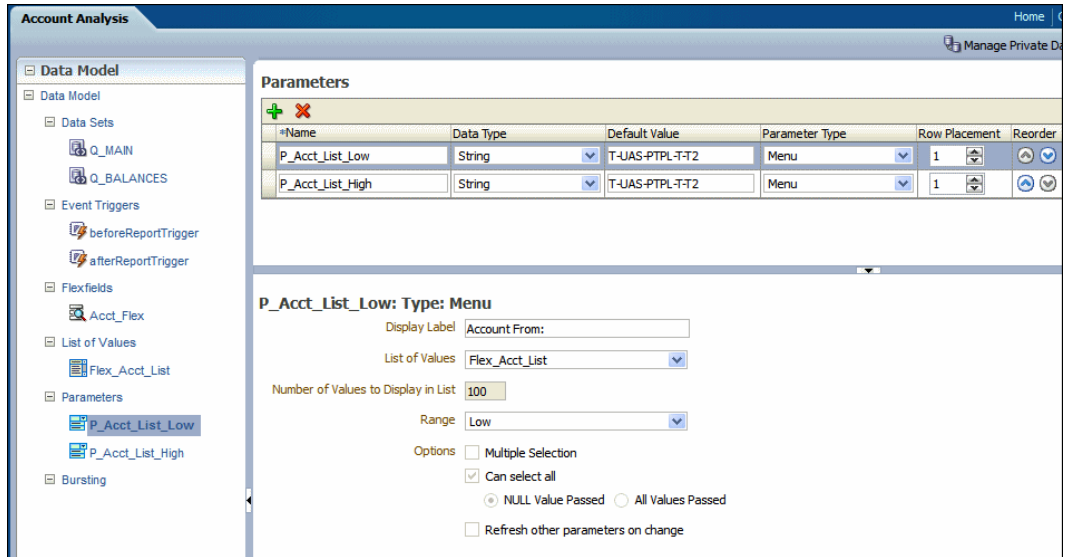 Account Analysis
Home
Manage Private Da
Data Model
Data Model
Data Sets
Q_MAIN
Q_BALANCES
Event Triggers
beforeReportTrigger
afterReportTrigger
Flexfields
Acct_Flex
List of Values
Flex_Acct_List
Parameters
P_Acct_List_Low
P_Acct_List_High
Bursting
Parameters
*Name Data Type Default Value Parameter Type Row Placement Reorder
P_Acct_List_Low String T-UAS-PTPL-T-T2 Menu 1
P_Acct_List_High String T-UAS-PTPL-T-T2 Menu 1
P_Acct_List_Low: Type: Menu
Display Label Account From:
List of Values Flex_Acct_List
Number of Values to Display in List 100
Range Low
Options Multiple Selection
Can select all
NULL Value Passed All Values Passed
Refresh other parameters on change